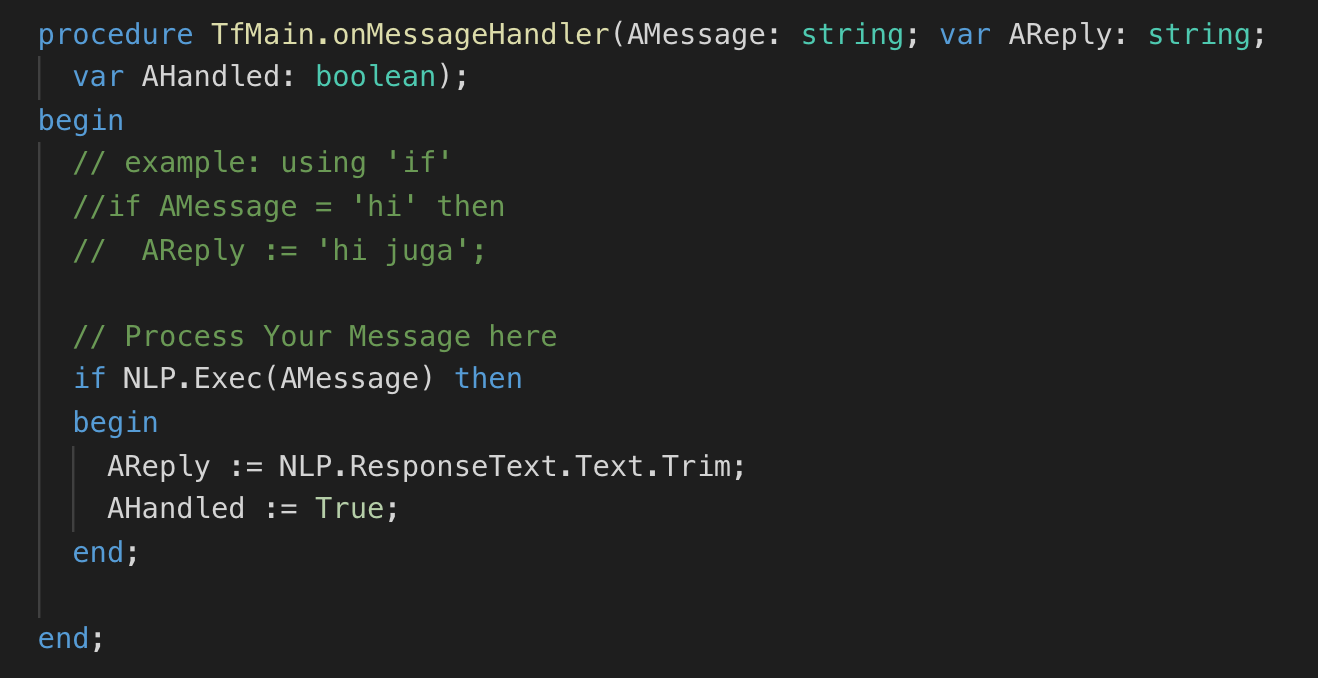 procedure TfMain.onMessageHandler(AMessage: string; var AReply: string;
  var AHandled: boolean);
begin
  // example: using 'if'
  //if AMessage = 'hi' then
  //  AReply := 'hi juga';

  // Process Your Message here
  if NLP.Exec(AMessage) then
  begin
    AReply := NLP.ResponseText.Text.Trim;
    AHandled := True;
  end;

end;